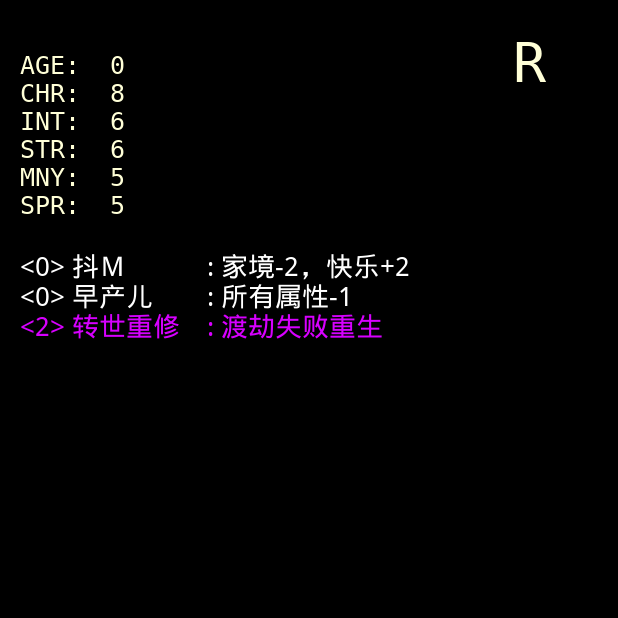 R
AGE: 0
CHR: 8
INT: 6
STR: 6
MNY: 5
SPR: 5
<0> 抖M : 家境-2，快乐+2
<0> 早产儿 : 所有属性-1
<2> 转世重修 : 渡劫失败重生